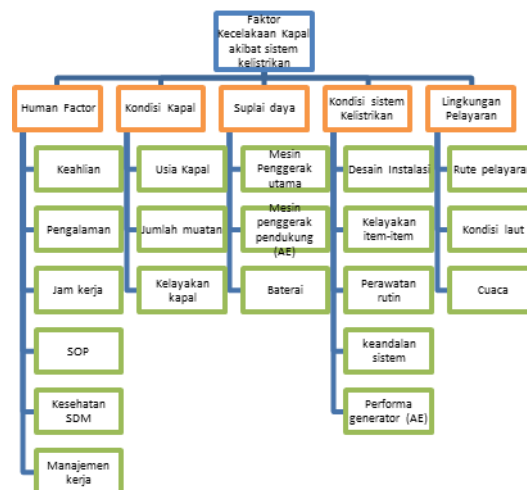 Faktor
Kecelakaan Kapal
akibat sistem
kelistrikan
Human Factor
Kondisi Kapal
Suplai daya
Kondisi sistem
Kelistrikan
Lingkungan
Pelayaran
Keahlian
Pengalaman
Jam kerja
SOP
Kesehatan
SDM
Manajemen
kerja
Usia Kapal
Jumlah muatan
Kelayakan
kapal
Mesin
Penggerak
utama
Mesin
penggerak
pendukung
(AE)
Baterai
Desain Instalasi
Kelayakan
item-item
Perawatan
rutin
keandalan
sistem
Performa
generator (AE)
Rute pelayara
Kondisi laut
Cuaca